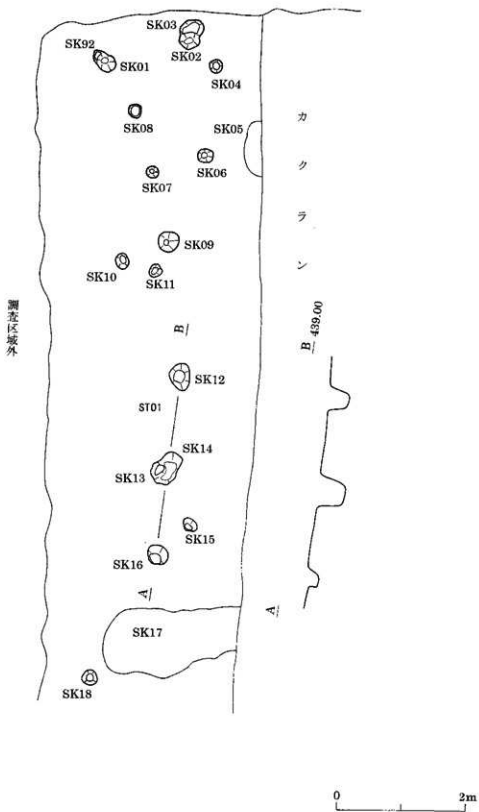 SK03
SK92
SK02
SK01
SK04
SK08
SK05
カクラン
SK06
SK07
SK09
SK10
SK11
調査区域外
B
B 439.00
SK12
ST01
SK14
SK13
SK15
SK16
A
A
SK17
SK18
0 2m